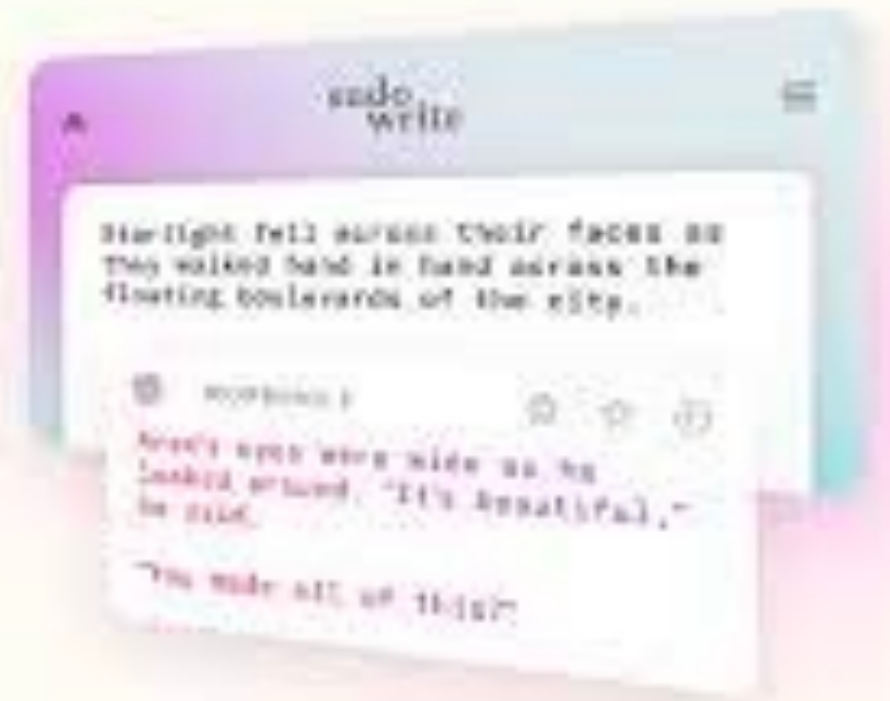 sudo
write
Starlight fell across their faces as
they walked hand in hand across the
floating boulevards of the city.
eyes were wide as he
looked around. "It's beautiful,"
he said.
"You made all of this?"